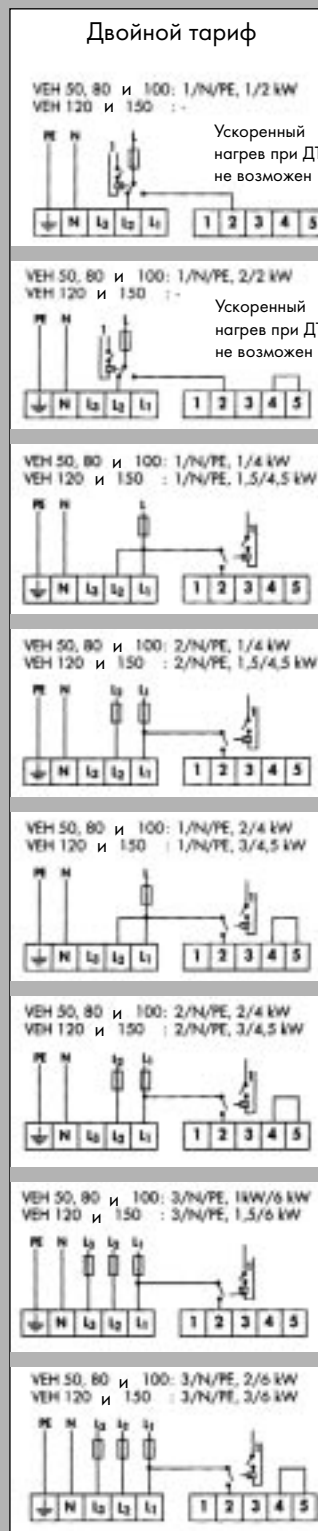 Двойной тариф
VEH 50, 80 и 100: 1/N/PE, 1/2 kW
VEH 120 и 150 : -
Ускоренный
нагрев при ДТ
не возможен
PE N L
1
N L3 L2 L1 1 2 3 4 5
VEH 50, 80 и 100: 1/N/PE, 2/2 kW
VEH 120 и 150 : -
Ускоренный
нагрев при ДТ
не возможен
PE N L
1
N L3 L2 L1 1 2 3 4 5
VEH 50, 80 и 100: 1/N/PE, 1/4 kW
VEH 120 и 150 : 1/N/PE, 1,5/4,5 kW
PE N L
N L3 L2 L1 1 2 3 4 5
VEH 50, 80 и 100: 2/N/PE, 1/4 kW
VEH 120 и 150 : 2/N/PE, 1,5/4,5 kW
PE N L2 L1
N L3 L2 L1 1 2 3 4 5
VEH 50, 80 и 100: 1/N/PE, 2/4 kW
VEH 120 и 150 : 1/N/PE, 3/4,5 kW
PE N L
N L3 L2 L1 1 2 3 4 5
VEH 50, 80 и 100: 2/N/PE, 2/4 kW
VEH 120 и 150 : 2/N/PE, 3/4,5 kW
PE N L2 L1
N L3 L2 L1 1 2 3 4 5
VEH 50, 80 и 100: 3/N/PE, 1kW/6 kW
VEH 120 и 150 : 3/N/PE, 1,5/6 kW
PE N L3 L2 L1
N L3 L2 L1 1 2 3 4 5
VEH 50, 80 и 100: 3/N/PE, 2/6 kW
VEH 120 и 150 : 3/N/PE, 3/6 kW
PE N L3 L2 L1
N L3 L2 L1 1 2 3 4 5